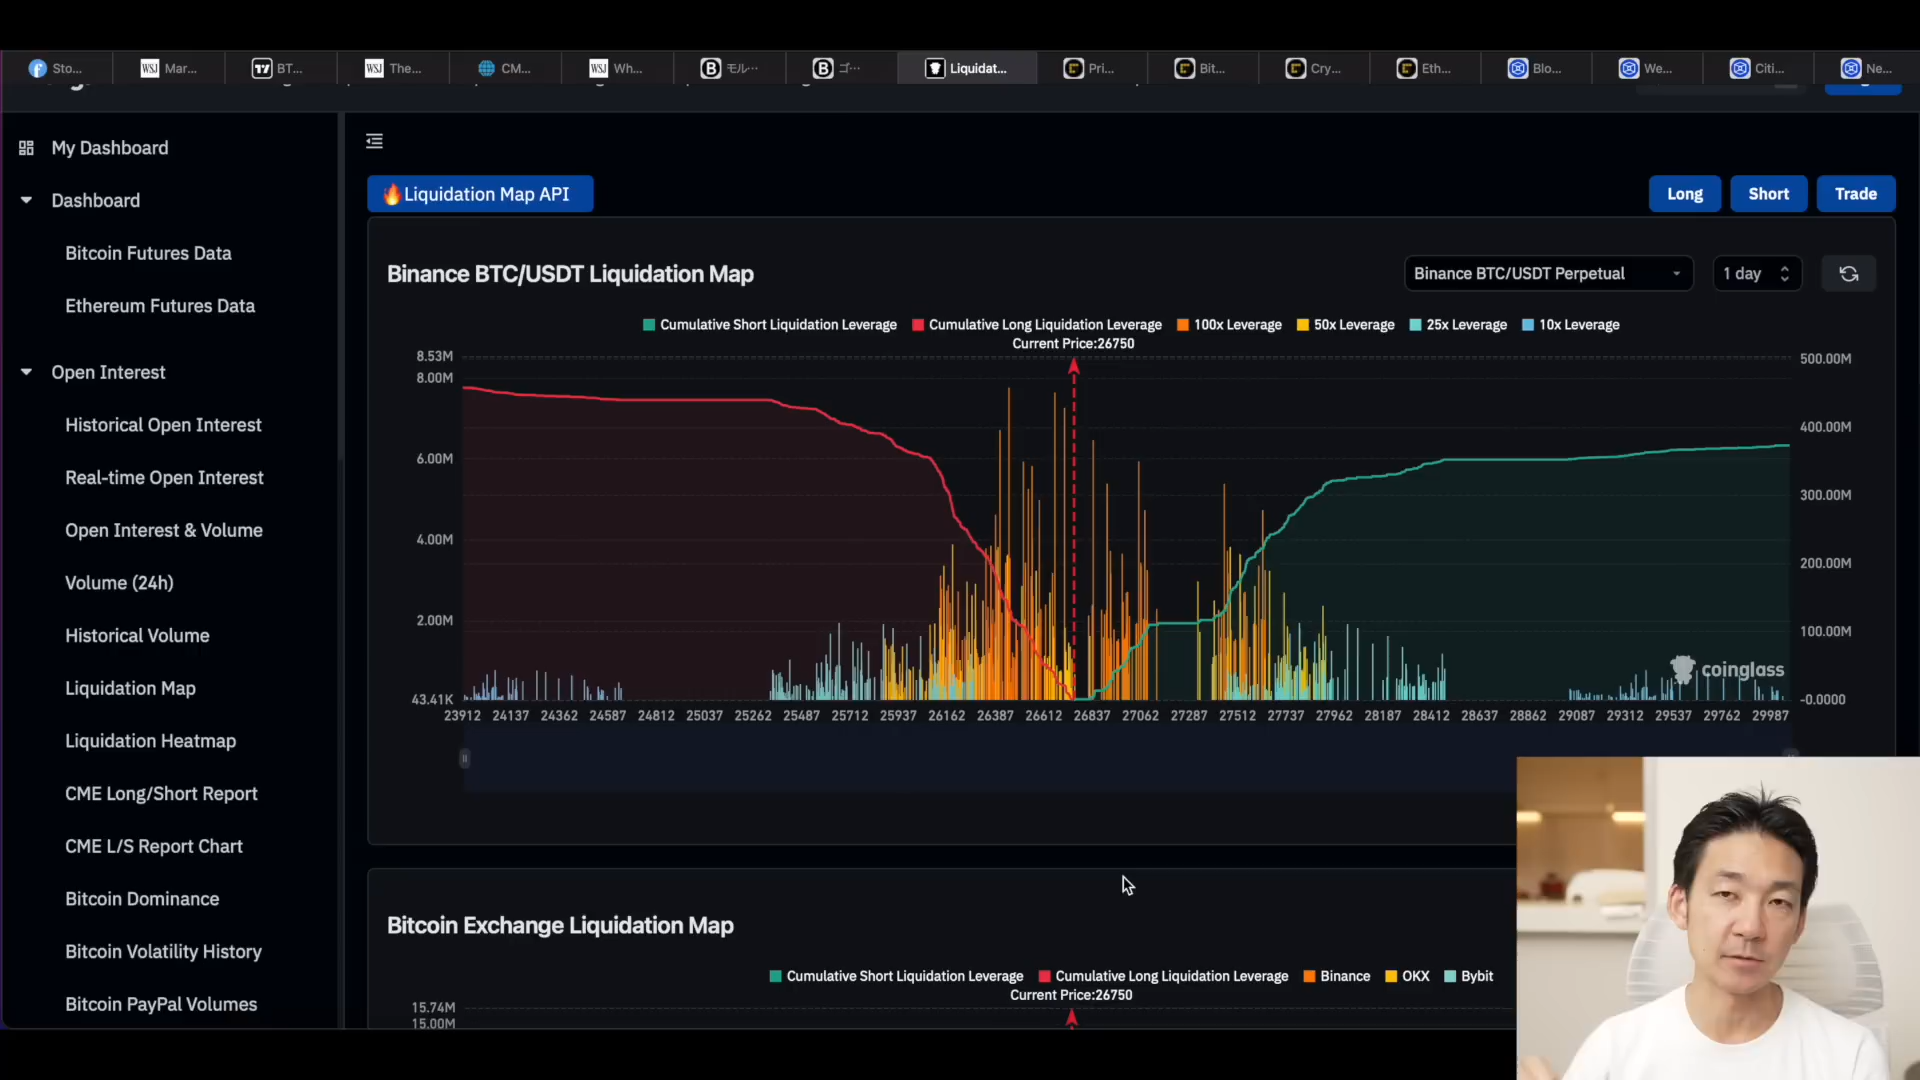 Sto...
Mar...
BT...
The...
CM...
Wh...
モル...
ゴ...
Liquidat...
Pri...
Bit...
Cry...
Eth...
Blo...
We...
Citi...
Ne...
My Dashboard
Dashboard
Bitcoin Futures Data
Ethereum Futures Data
Open Interest
Historical Open Interest
Real-time Open Interest
Open Interest & Volume
Volume (24h)
Historical Volume
Liquidation Map
Liquidation Heatmap
CME Long/Short Report
CME L/S Report Chart
Bitcoin Dominance
Bitcoin Volatility History
Bitcoin PayPal Volumes
Liquidation Map API
Long
Short
Trade
Binance BTC/USDT Liquidation Map
Binance BTC/USDT Perpetual
1 day
Cumulative Short Liquidation Leverage
Cumulative Long Liquidation Leverage
100x Leverage
50x Leverage
25x Leverage
10x Leverage
Current Price:26750
8.53M
8.00M
6.00M
4.00M
2.00M
43.41K
500.00M
400.00M
300.00M
200.00M
100.00M
-0.0000
coinglass
23912 24137 24362 24587 24812 25037 25262 25487 25712 25937 26162 26387 26612 26837 27062 27287 27512 27737 27962 28187 28412 28637 28862 29087 29312 29537 29762 29987
Bitcoin Exchange Liquidation Map
Cumulative Short Liquidation Leverage
Cumulative Long Liquidation Leverage
Binance
OKX
Bybit
Current Price:26750
15.74M
15.00M